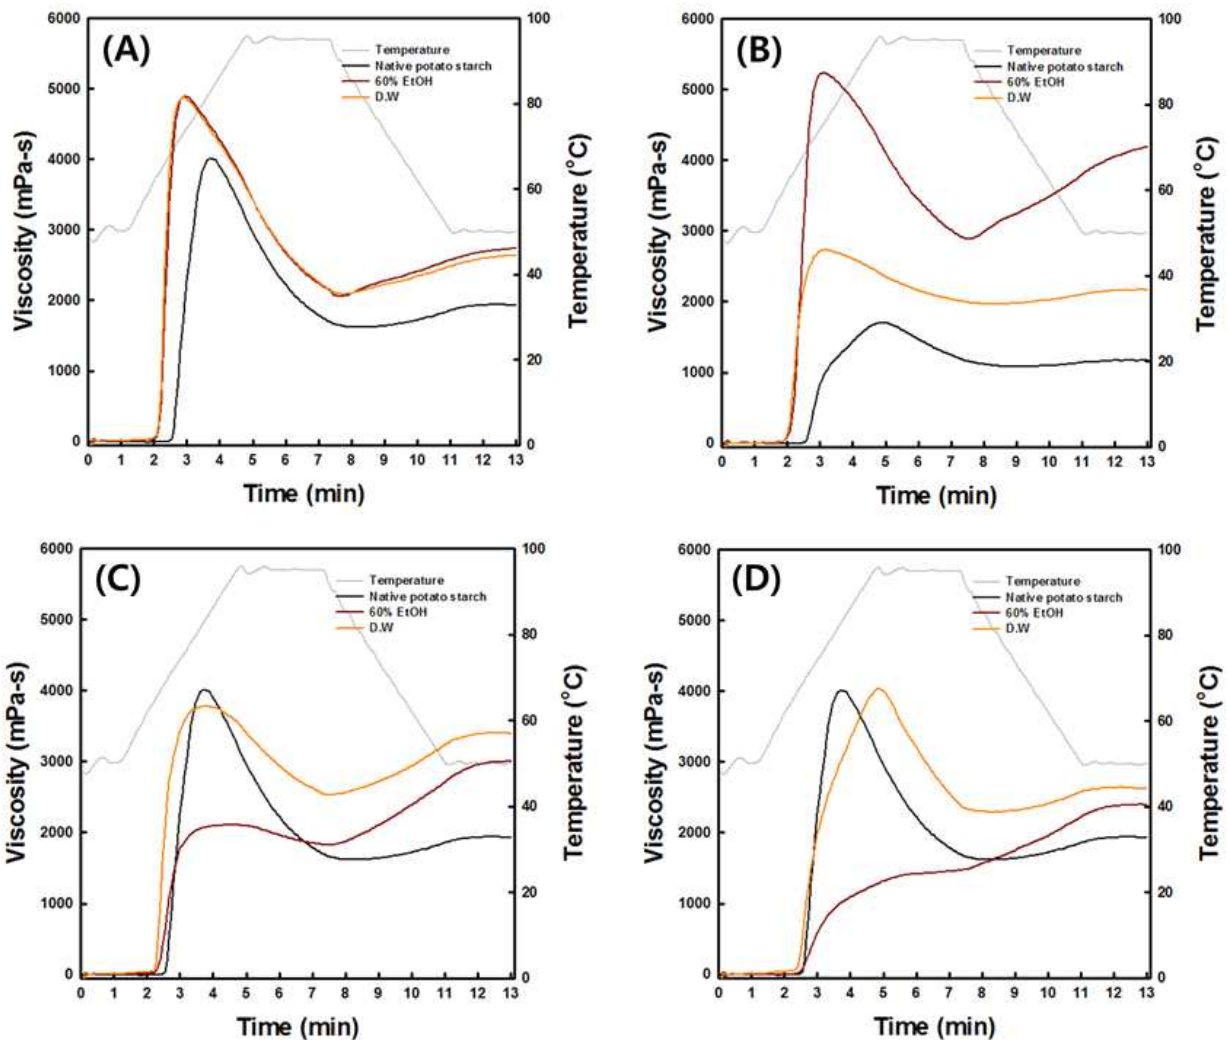 (A)
Temperature
Native potato starch
60% EtOH
D.W
6000
5000
4000
3000
2000
1000
0
100
80
60
40
20
0
0 1 2 3 4 5 6 7 8 9 10 11 12 13
Viscosity (mPa-s)
Temperature (°C)
Time (min)
(B)
Temperature
Native potato starch
60% EtOH
D.W
6000
5000
4000
3000
2000
1000
0
100
80
60
40
20
0
0 1 2 3 4 5 6 7 8 9 10 11 12 13
Viscosity (mPa-s)
Temperature (°C)
Time (min)
(C)
Temperature
Native potato starch
60% EtOH
D.W
6000
5000
4000
3000
2000
1000
0
100
80
60
40
20
0
0 1 2 3 4 5 6 7 8 9 10 11 12 13
Viscosity (mPa-s)
Temperature (°C)
Time (min)
(D)
Temperature
Native potato starch
60% EtOH
D.W
6000
5000
4000
3000
2000
1000
0
100
80
60
40
20
0
0 1 2 3 4 5 6 7 8 9 10 11 12 13
Viscosity (mPa-s)
Temperature (°C)
Time (min)